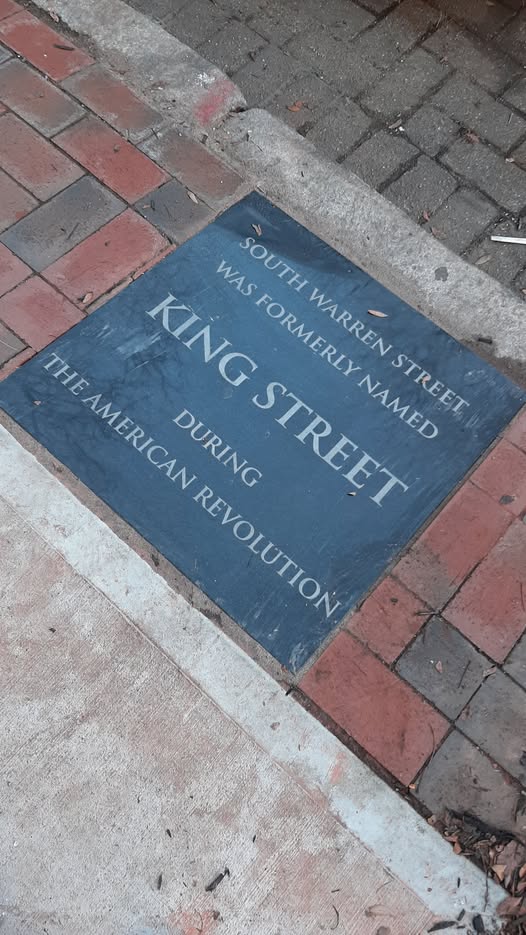 SOUTH WARREN STREET
WAS FORMERLY NAMED
KING STREET
DURING
THE AMERICAN REVOLUTION